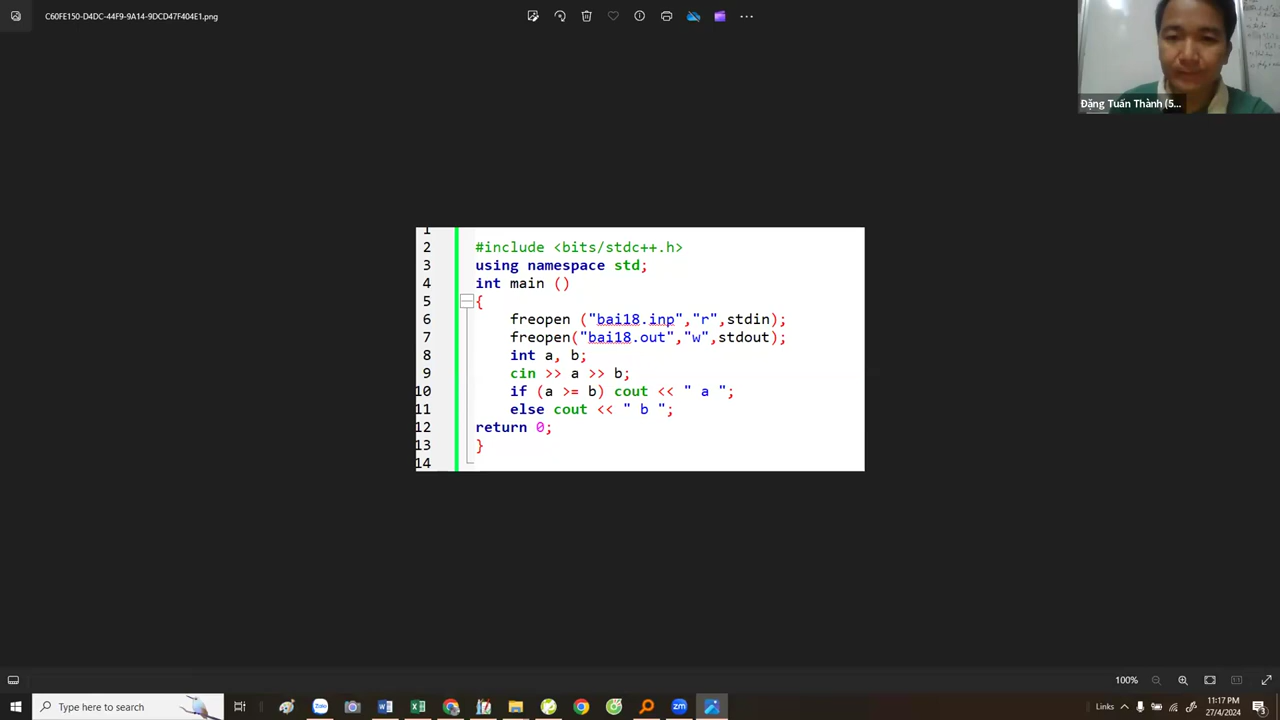 C60FE150-D4DC-44F9-9A14-9DCD47F404E1.png
Đặng Tuấn Thành (5...
1
2 #include <bits/stdc++.h>
3 using namespace std;
4 int main ()
5 {
6 freopen ("bai18.inp","r",stdin);
7 freopen("bai18.out","w",stdout);
8 int a, b;
9 cin >> a >> b;
10 if (a >= b) cout << " a ";
11 else cout << " b ";
12 return 0;
13 }
14
100%
Type here to search
Zalo
zm
Links
11:17 PM
27/4/2024